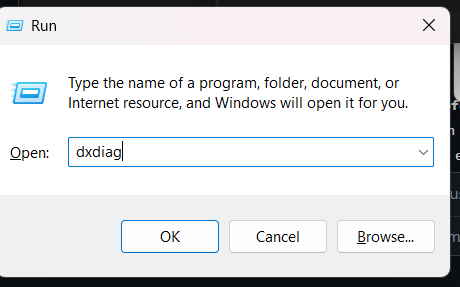 Run
Type the name of a program, folder, document, or
Internet resource, and Windows will open it for you.
Open: dxdiag
OK Cancel Browse...